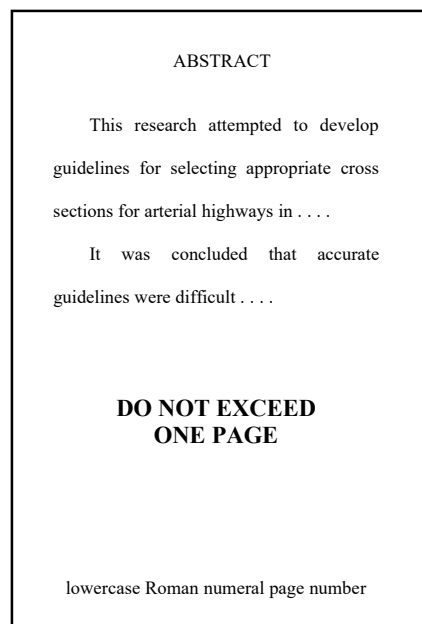 ABSTRACT
This research attempted to develop
guidelines for selecting appropriate cross
sections for arterial highways in . . . .
It was concluded that accurate
guidelines were difficult . . . .
DO NOT EXCEED
ONE PAGE
lowercase Roman numeral page number